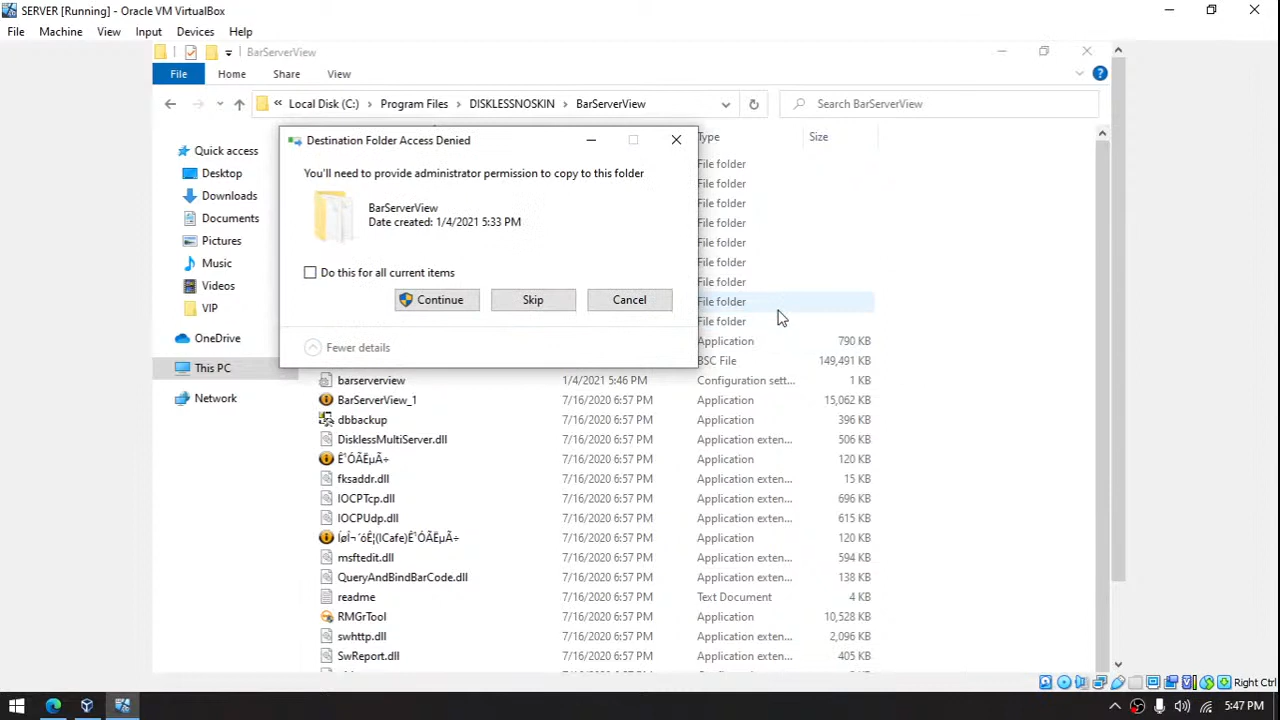 SERVER [Running] - Oracle VM VirtualBox
File Machine View Input Devices Help
BarServerView
File Home Share View
« Local Disk (C:) Program Files DISKLESSNOSKIN BarServerView
Search BarServerView
Type Size
Quick access
Desktop
Downloads
Documents
Pictures
Music
Videos
VIP
OneDrive
This PC
Network
Destination Folder Access Denied
You'll need to provide administrator permission to copy to this folder
BarServerView
Date created: 1/4/2021 5:33 PM
Do this for all current items
Continue Skip Cancel
Fewer details
File folder
File folder
File folder
File folder
File folder
File folder
File folder
File folder
File folder
Application 790 KB
BSC File 149,491 KB
barserverview 1/4/2021 5:46 PM Configuration sett... 1 KB
BarServerView_1 7/16/2020 6:57 PM Application 15,062 KB
dbbackup 7/16/2020 6:57 PM Application 396 KB
DisklessMultiServer.dll 7/16/2020 6:57 PM Application exten... 506 KB
7/16/2020 6:57 PM Application 120 KB
fksaddr.dll 7/16/2020 6:57 PM Application exten... 15 KB
IOCPTcp.dll 7/16/2020 6:57 PM Application exten... 696 KB
IOCPUdp.dll 7/16/2020 6:57 PM Application exten... 615 KB
7/16/2020 6:57 PM Application 120 KB
msftedit.dll 7/16/2020 6:57 PM Application exten... 594 KB
QueryAndBindBarCode.dll 7/16/2020 6:57 PM Application exten... 138 KB
readme 7/16/2020 6:57 PM Text Document 4 KB
RMGrTool 7/16/2020 6:57 PM Application 10,528 KB
swhttp.dll 7/16/2020 6:57 PM Application exten... 2,096 KB
SwReport.dll 7/16/2020 6:57 PM Application exten... 405 KB
Right Ctrl
5:47 PM